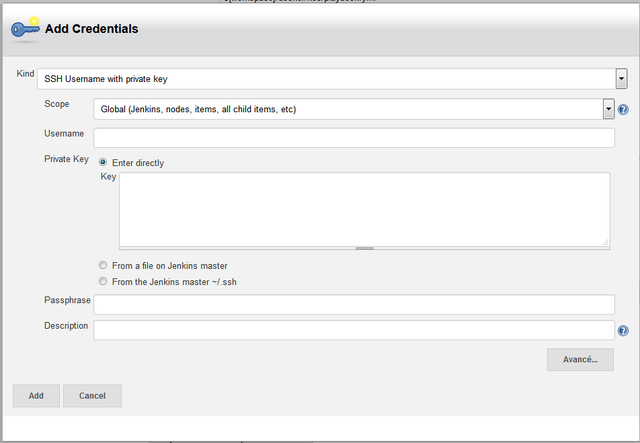 Add Credentials
Kind SSH Username with private key
Scope Global (Jenkins, nodes, items, all child items, etc)
Username
Private Key Enter directly
Key
From a file on Jenkins master
From the Jenkins master ~/.ssh
Passphrase
Description
Avancé...
Add Cancel